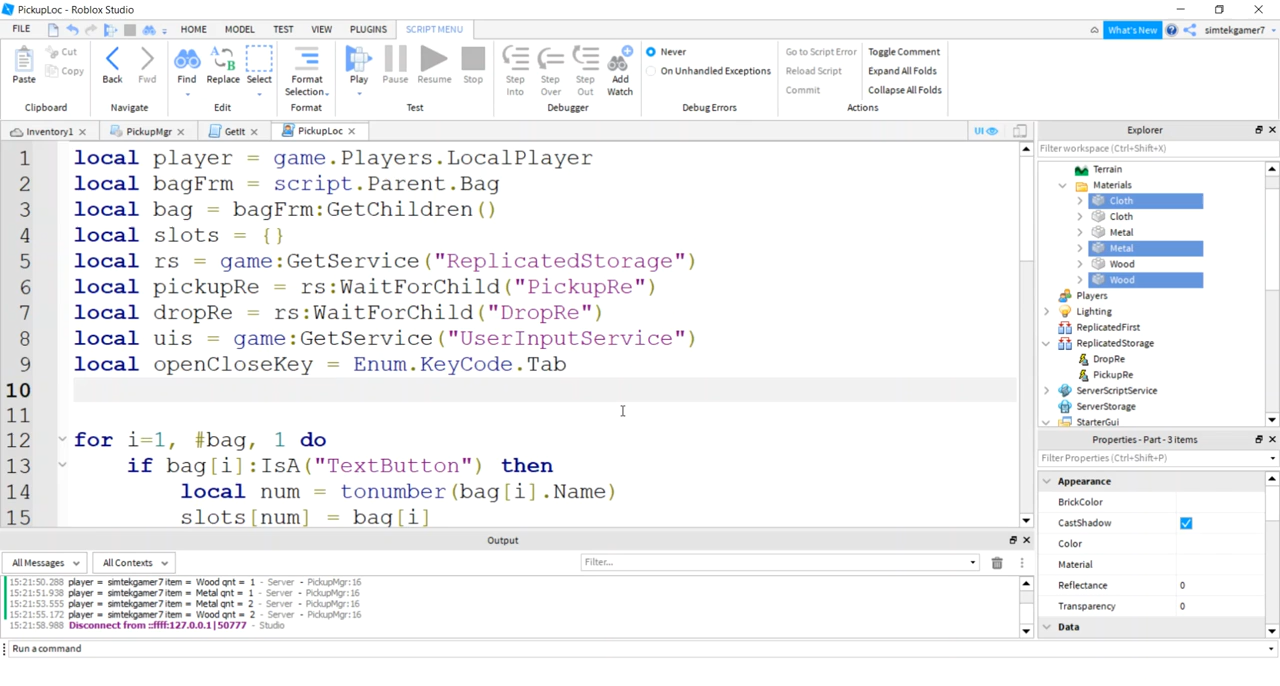 PickupLoc - Roblox Studio
FILE HOME MODEL TEST VIEW PLUGINS SCRIPT MENU What's New simtekgamer7
Paste Cut Copy Clipboard
Back Fwd Navigate
Find Replace Select Edit
Format Selection Format
Play Pause Resume Stop Test
Step Into Step Over Step Out Add Watch Debugger
Never
On Unhandled Exceptions
Debug Errors
Go to Script Error Toggle Comment
Reload Script Expand All Folds
Commit Collapse All Folds
Actions
Inventory1 PickupMgr GetIt PickupLoc UI
1 local player = game.Players.LocalPlayer
2 local bagFrm = script.Parent.Bag
3 local bag = bagFrm:GetChildren()
4 local slots = {}
5 local rs = game:GetService("ReplicatedStorage")
6 local pickupRe = rs:WaitForChild("PickupRe")
7 local dropRe = rs:WaitForChild("DropRe")
8 local uis = game:GetService("UserInputService")
9 local openCloseKey = Enum.KeyCode.Tab
10
11
12 for i=1, #bag, 1 do
13 if bag[i]:IsA("TextButton") then
14 local num = tonumber(bag[i].Name)
15 slots[num] = bag[i]
Explorer
Filter workspace (Ctrl+Shift+X)
Terrain
Materials
Cloth
Cloth
Metal
Metal
Wood
Wood
Players
Lighting
ReplicatedFirst
ReplicatedStorage
DropRe
PickupRe
ServerScriptService
ServerStorage
StarterGui
Properties - Part - 3 items
Filter Properties (Ctrl+Shift+P)
Appearance
BrickColor
CastShadow
Color
Material
Reflectance 0
Transparency 0
Data
Output
All Messages All Contexts Filter...
15:21:50.288 player = simtekgamer7 item = Wood qnt = 1 - Server - PickupMgr:16
15:21:51.938 player = simtekgamer7 item = Metal qnt = 1 - Server - PickupMgr:16
15:21:53.555 player = simtekgamer7 item = Metal qnt = 2 - Server - PickupMgr:16
15:21:55.172 player = simtekgamer7 item = Wood qnt = 2 - Server - PickupMgr:16
15:21:58.988 Disconnect from ::ffff:127.0.0.1|50777 - Studio
Run a command